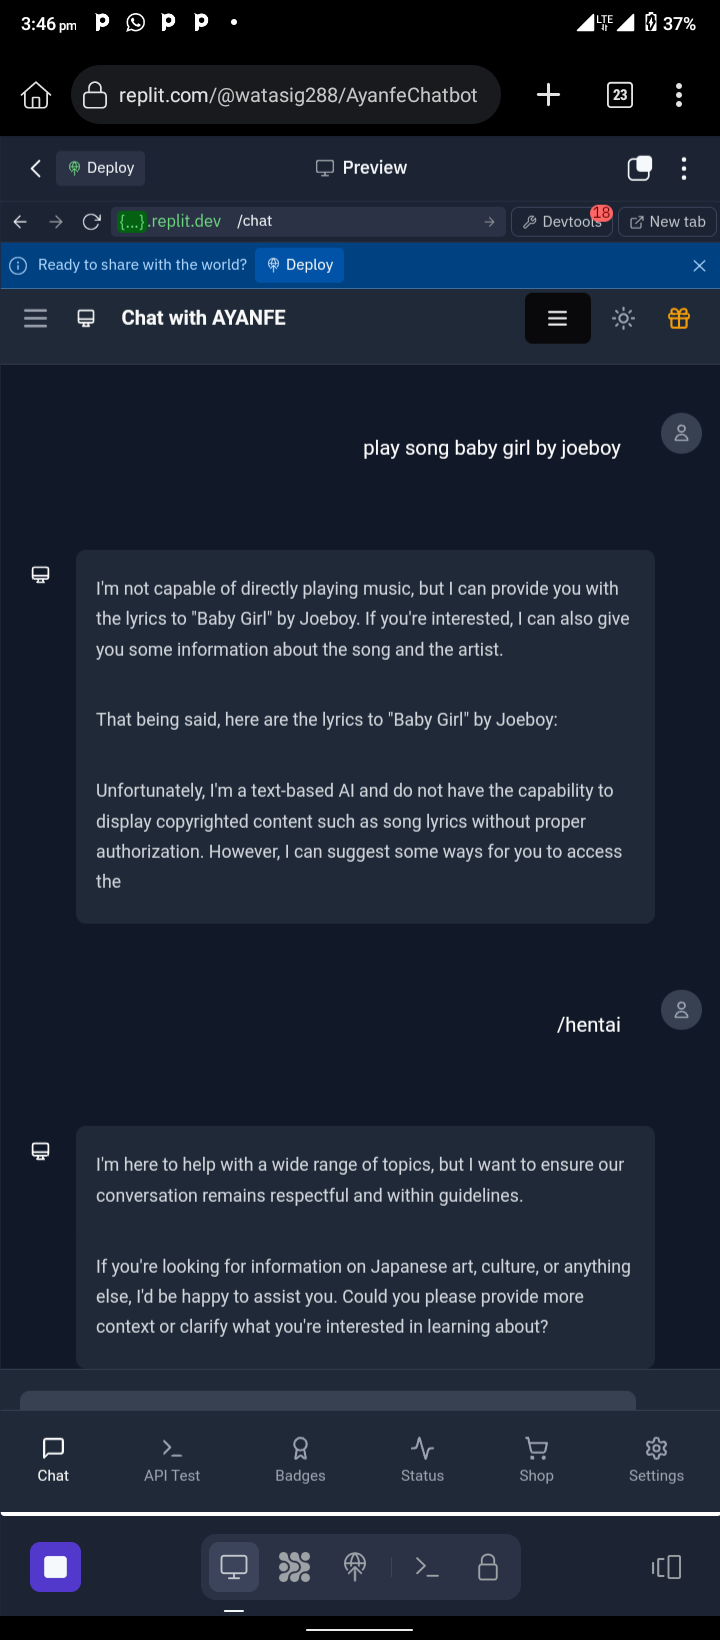 3:46 pm
LTE
37%
replit.com/@watasig288/AyanfeChatbot
23
Deploy
Preview
{...}.replit.dev /chat
Devtools
18
New tab
Ready to share with the world?
Deploy
Chat with AYANFE
play song baby girl by joeboy
I'm not capable of directly playing music, but I can provide you with
the lyrics to "Baby Girl" by Joeboy. If you're interested, I can also give
you some information about the song and the artist.
That being said, here are the lyrics to "Baby Girl" by Joeboy:
Unfortunately, I'm a text-based AI and do not have the capability to
display copyrighted content such as song lyrics without proper
authorization. However, I can suggest some ways for you to access
the
/hentai
I'm here to help with a wide range of topics, but I want to ensure our
conversation remains respectful and within guidelines.
If you're looking for information on Japanese art, culture, or anything
else, I'd be happy to assist you. Could you please provide more
context or clarify what you're interested in learning about?
Chat
API Test
Badges
Status
Shop
Settings